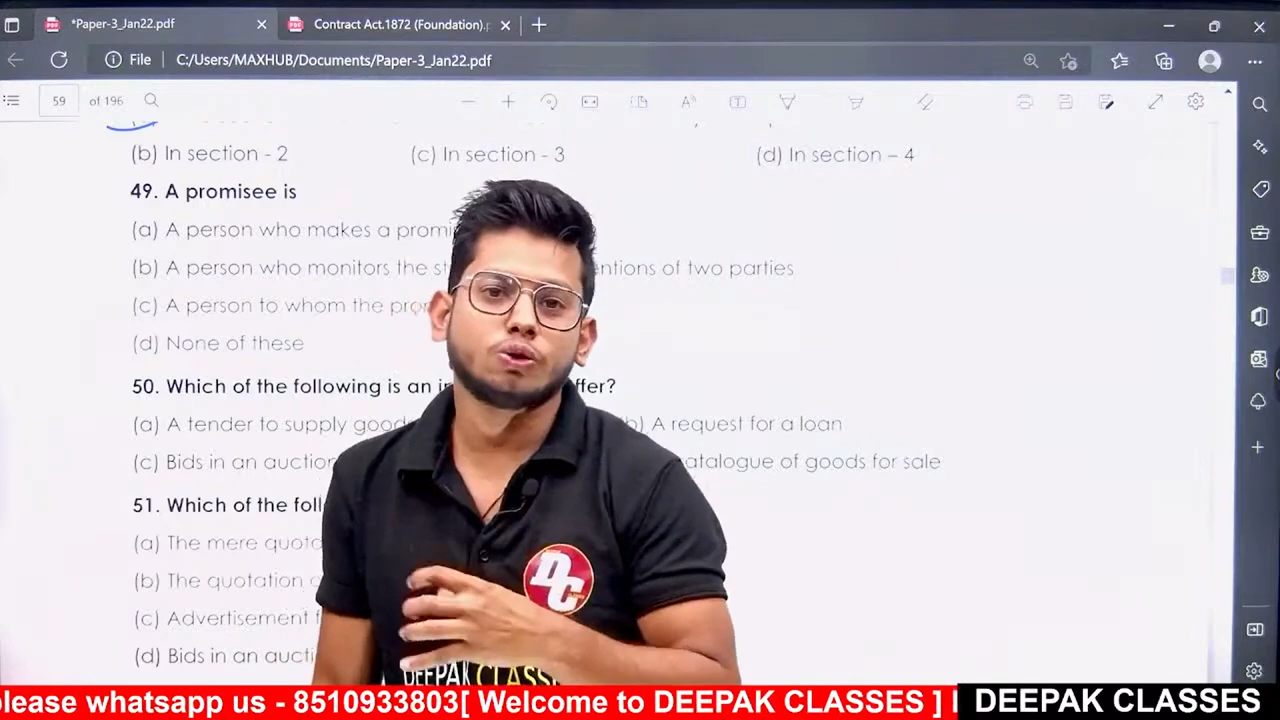 *Paper-3_Jan22.pdf
Contract Act.1872 (Foundation).p
File C:/Users/MAXHUB/Documents/Paper-3_Jan22.pdf
59 of 196
(b) In section - 2 (c) In section - 3 (d) In section – 4
49. A promisee is
(a) A person who makes a promi
(b) A person who monitors the st entions of two parties
(c) A person to whom the pro
(d) None of these
50. Which of the following is an in ffer?
(a) A tender to supply good b) A request for a loan
(c) Bids in an auction atalogue of goods for sale
51. Which of the foll
(a) The mere quota
(b) The quotation o
(c) Advertisement f
(d) Bids in an aucti
DC
DEEPAK CLASS
please whatsapp us - 8510933803[ Welcome to DEEPAK CLASSES ] DEEPAK CLASSES